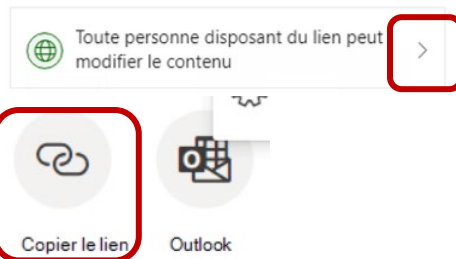 Toute personne disposant du lien peut
modifier le contenu
Copier le lien
Outlook